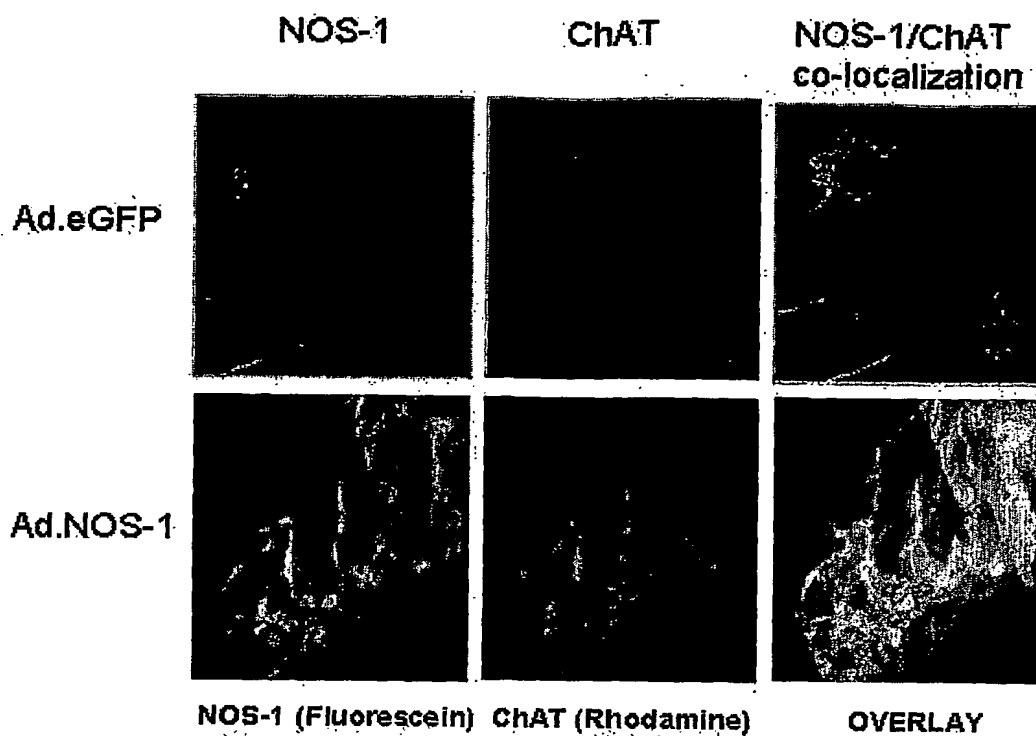 NOS-1 ChAT NOS-1/ChAT
co-localization
Ad.eGFP
Ad.NOS-1
NOS-1 (Fluorescein) ChAT (Rhodamine) OVERLAY